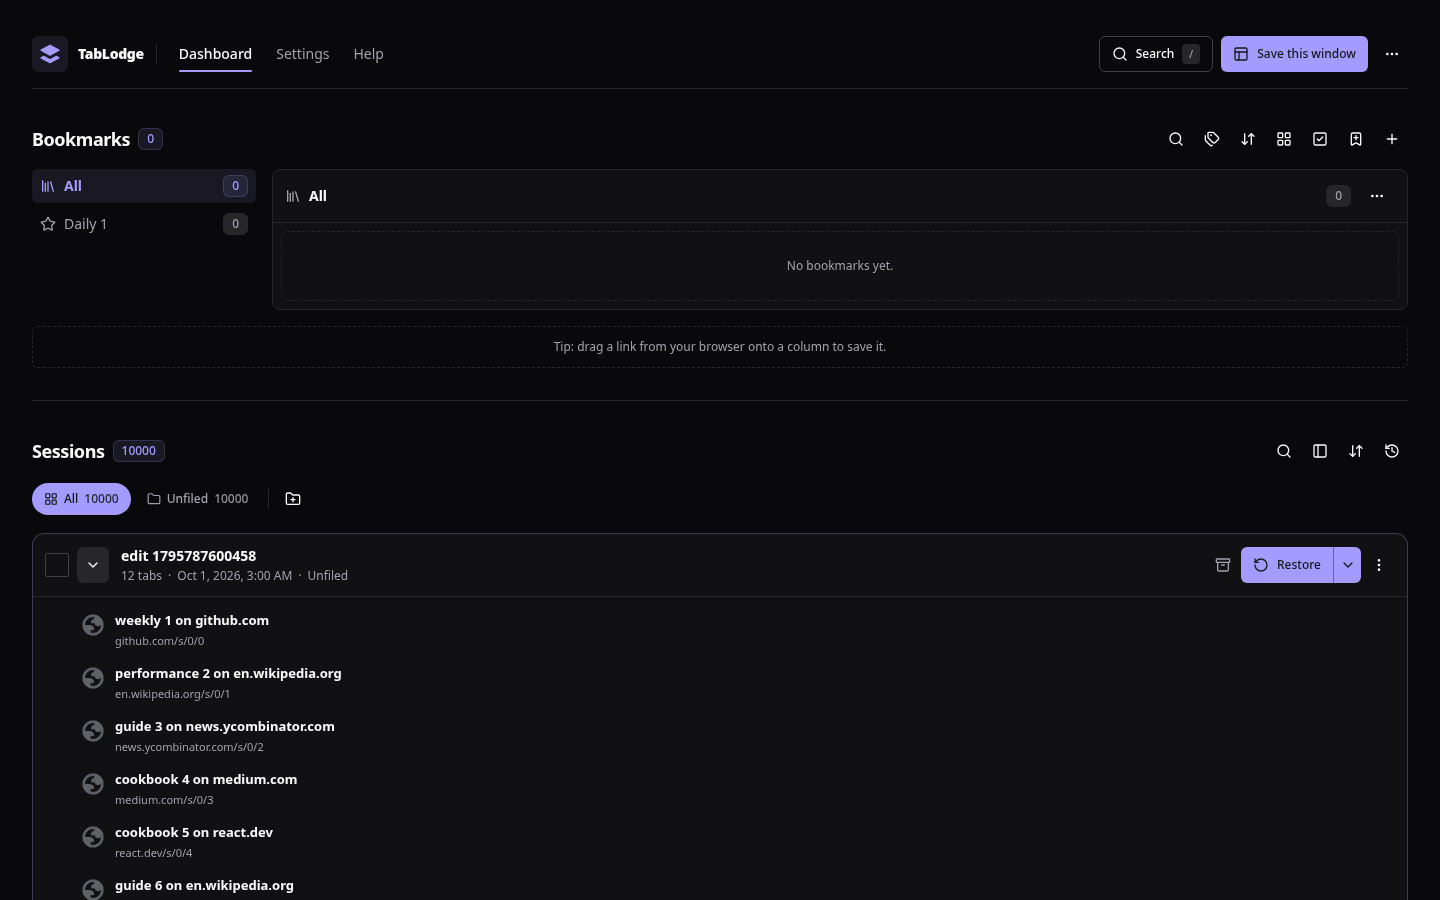 TabLodge
Dashboard
Settings
Help
Search /
Save this window
Bookmarks 0
All 0
Daily 1 0
All 0
No bookmarks yet.
Tip: drag a link from your browser onto a column to save it.
Sessions 10000
All 10000
Unfiled 10000
edit 1795787600458
12 tabs · Oct 1, 2026, 3:00 AM · Unfiled
Restore
weekly 1 on github.com
github.com/s/0/0
performance 2 on en.wikipedia.org
en.wikipedia.org/s/0/1
guide 3 on news.ycombinator.com
news.ycombinator.com/s/0/2
cookbook 4 on medium.com
medium.com/s/0/3
cookbook 5 on react.dev
react.dev/s/0/4
guide 6 on en.wikipedia.org